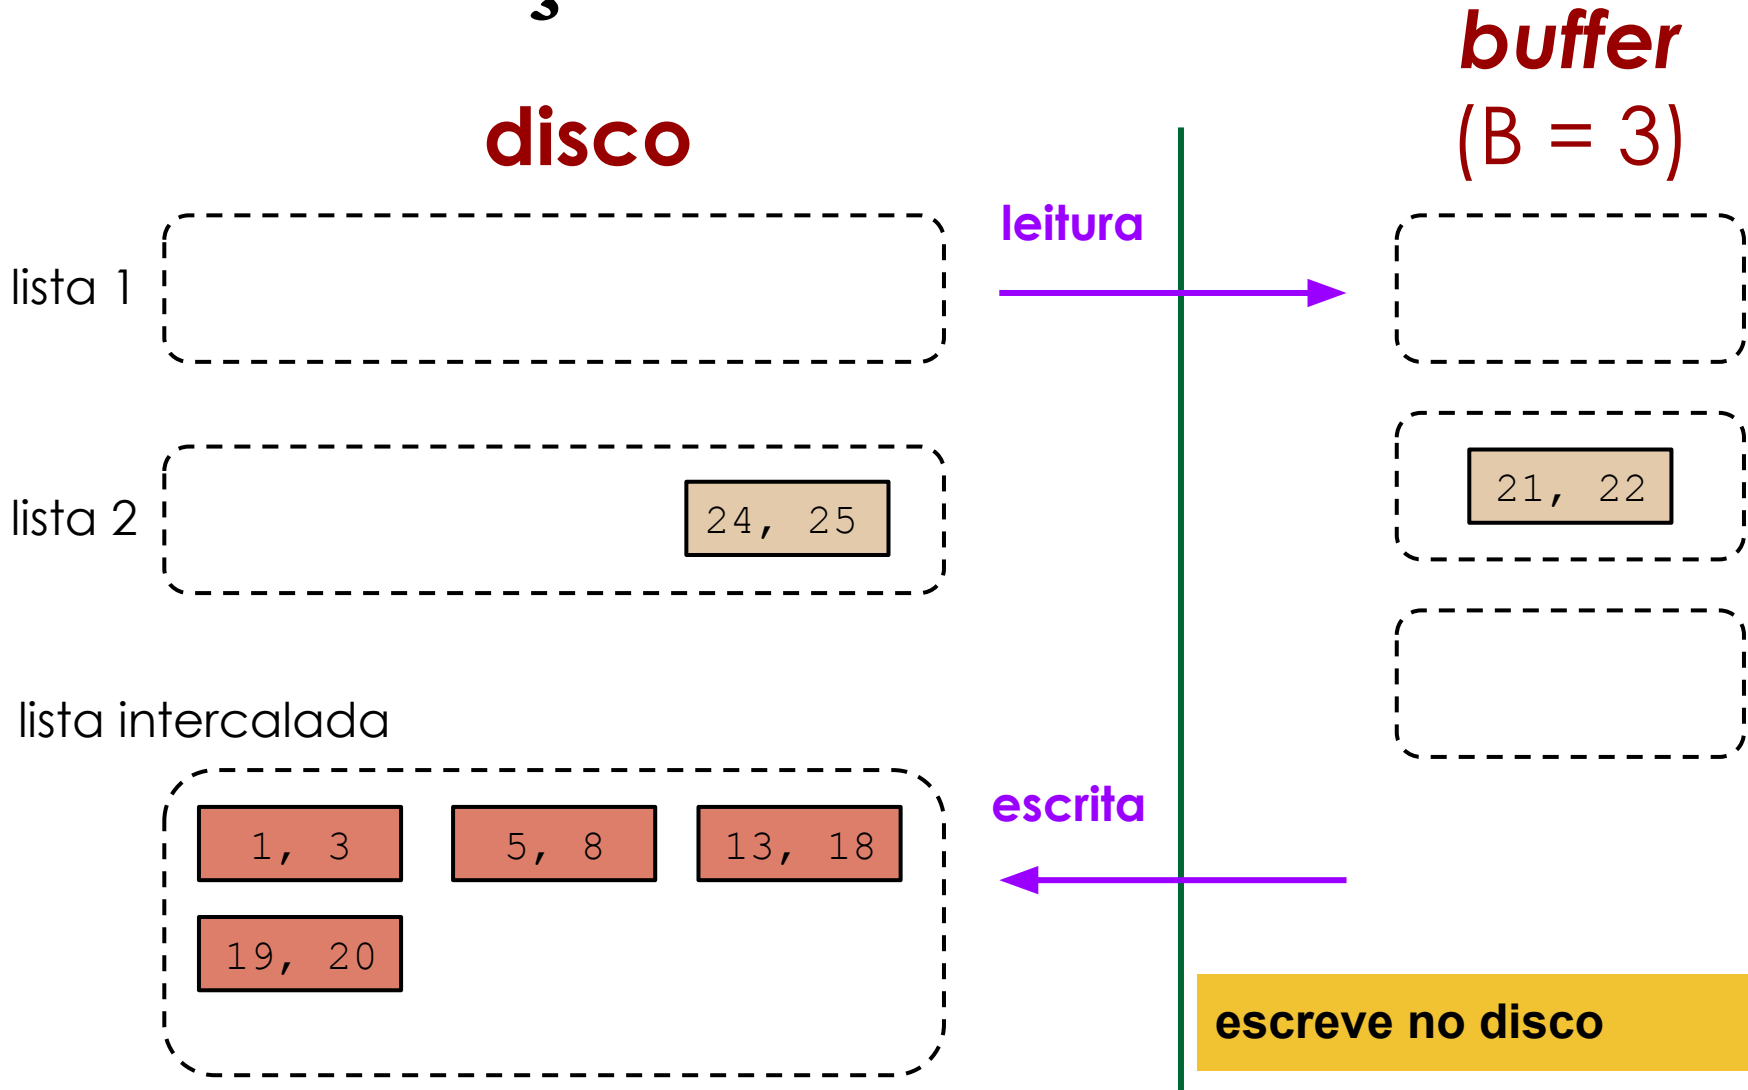 buffer
(B = 3)
disco
leitura
lista 1
lista 2
24, 25
21, 22
lista intercalada
escrita
1, 3
5, 8
13, 18
19, 20
escreve no disco